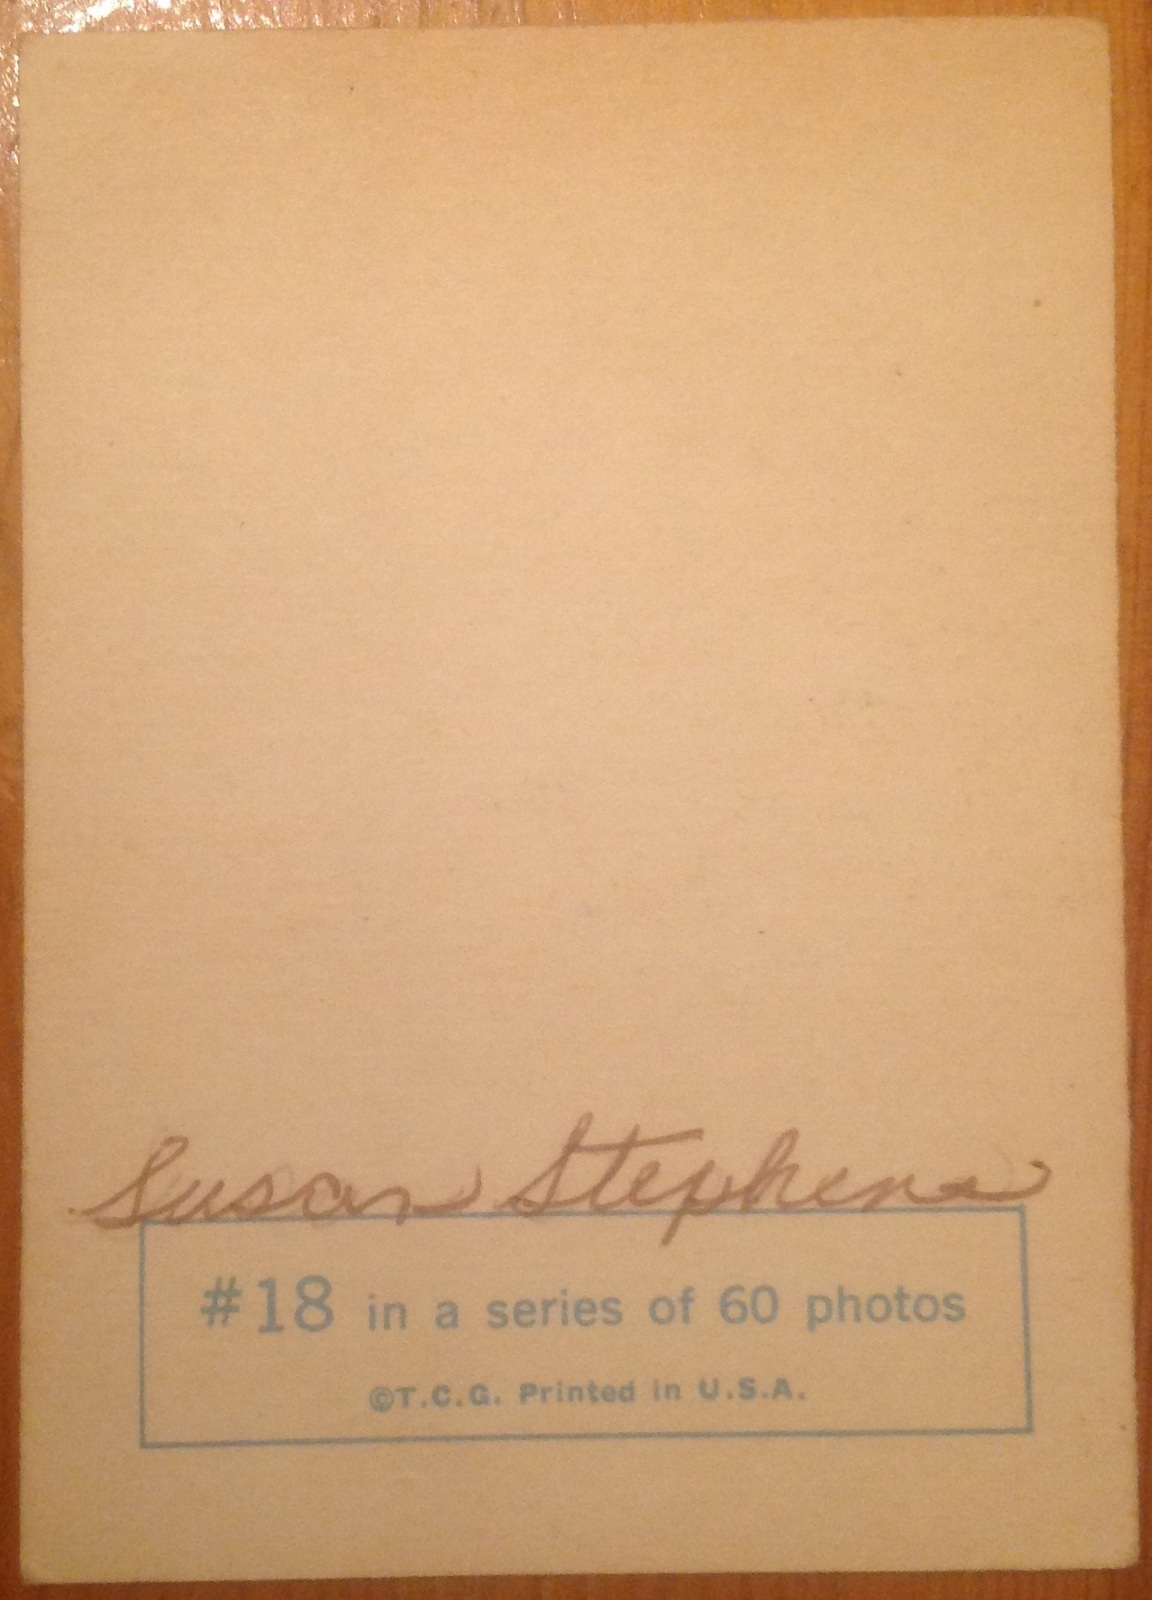 Susan Stephens
#18 in a series of 60 photos
©T.C.G. Printed in U.S.A.